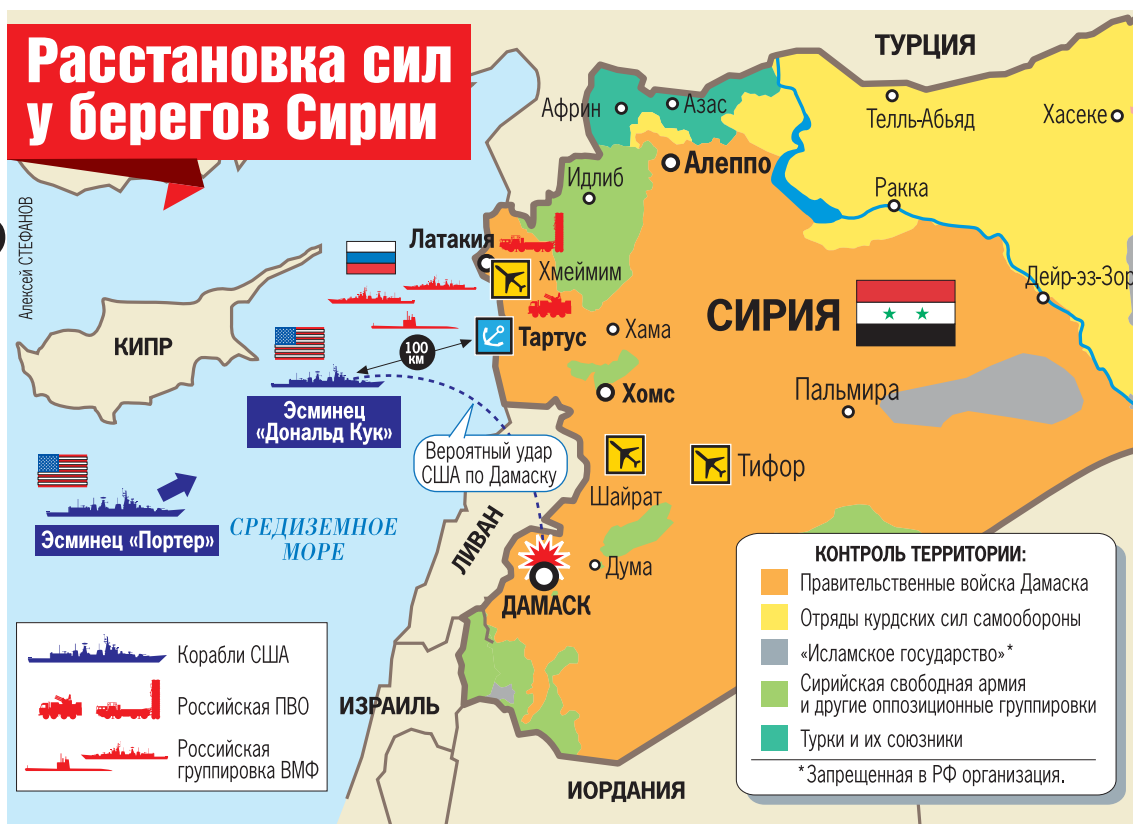 Расстановка сил
у берегов Сирии
Алексей СТЕФАНОВ
ТУРЦИЯ
Африн
Азас
Телль-Абьяд
Хасеке
Алеппо
Идлиб
Ракка
Латакия
Хмеймим
Дейр-эз-Зор
СИРИЯ
КИПР
100
КМ
Тартус
Хама
Пальмира
Хомс
Эсминец
«Дональд Кук»
Вероятный удар
США по Дамаску
Шайрат
Тифор
Эсминец «Портер»
СРЕДИЗЕМНОЕ
МОРЕ
ЛИВАН
Дума
ДАМАСК
ИЗРАИЛЬ
ИОРДАНИЯ
Корабли США
Российская ПВО
Российская
группировка ВМФ
КОНТРОЛЬ ТЕРРИТОРИИ:
Правительственные войска Дамаска
Отряды курдских сил самообороны
«Исламское государство»*
Сирийская свободная армия
и другие оппозиционные группировки
Турки и их союзники
*Запрещенная в РФ организация.